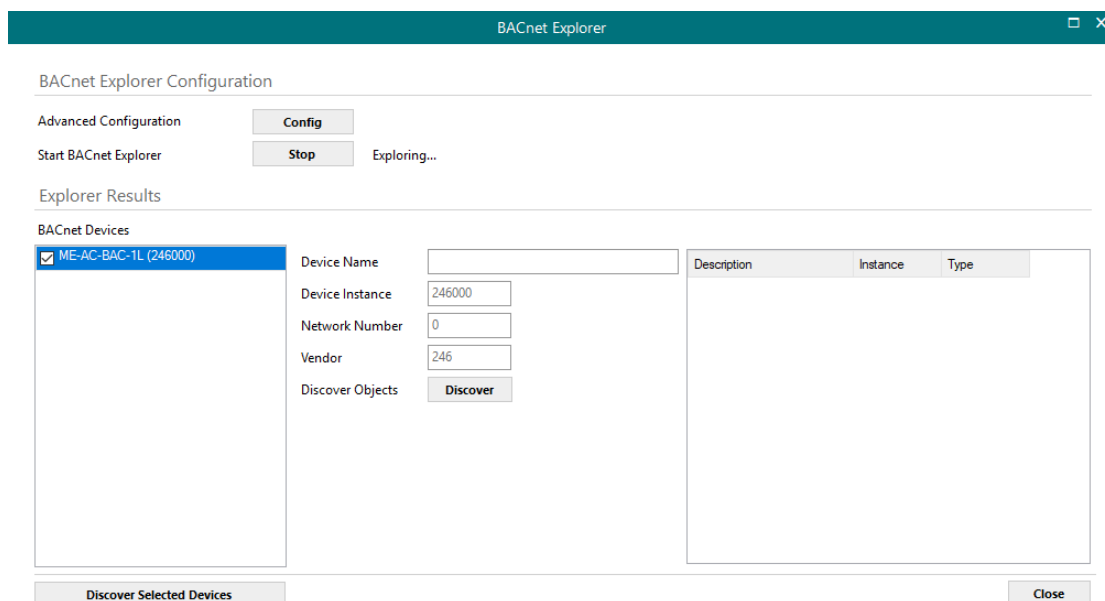 BACnet Explorer
BACnet Explorer Configuration
Advanced Configuration Config
Start BACnet Explorer Stop Exploring...
Explorer Results
BACnet Devices
ME-AC-BAC-1L (246000)
Device Name
Device Instance 246000
Network Number 0
Vendor 246
Discover Objects Discover
Description Instance Type
Discover Selected Devices Close